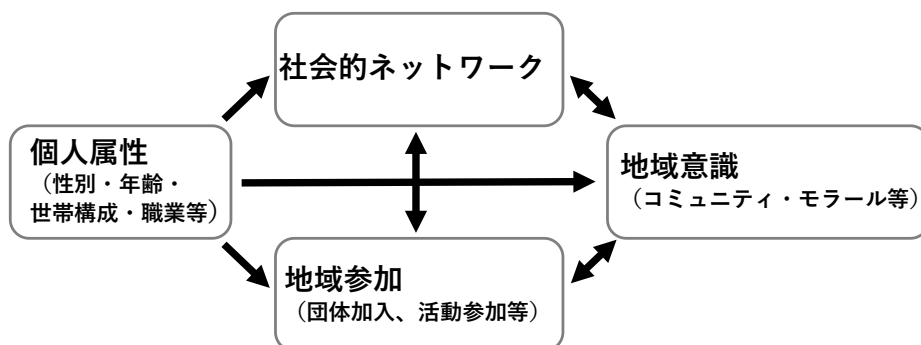 社会的ネットワーク
個人属性
（性別・年齢・
世帯構成・職業等）
地域意識
（コミュニティ・モラール等）
地域参加
（団体加入、活動参加等）